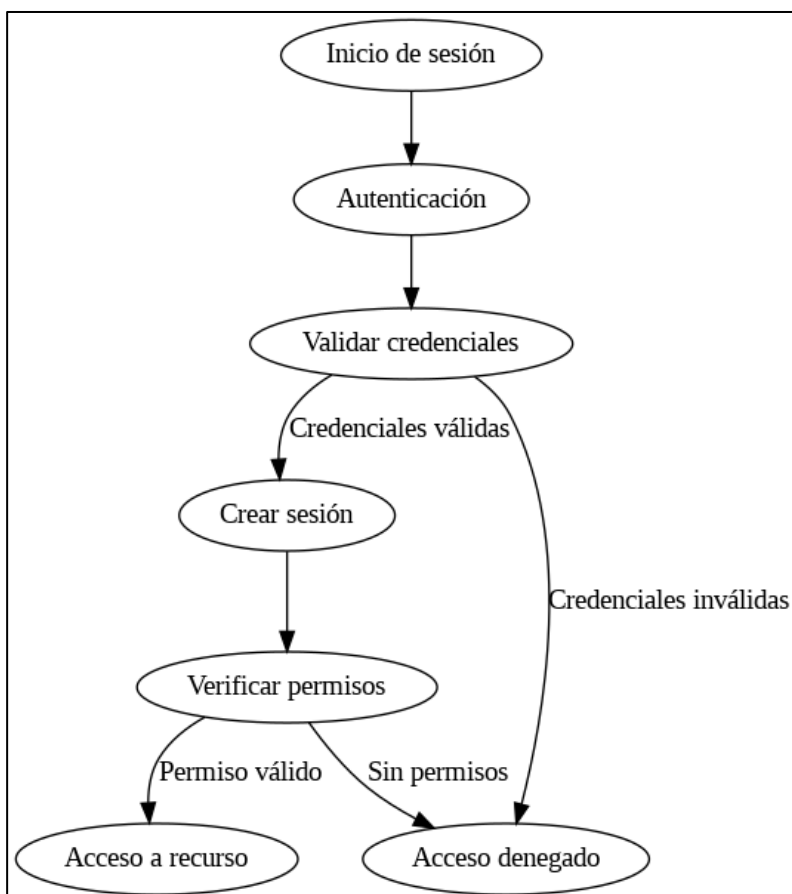 Inicio de sesión
Autenticación
Validar credenciales
Credenciales válidas
Crear sesión
Credenciales inválidas
Verificar permisos
Permiso válido
Sin permisos
Acceso a recurso
Acceso denegado